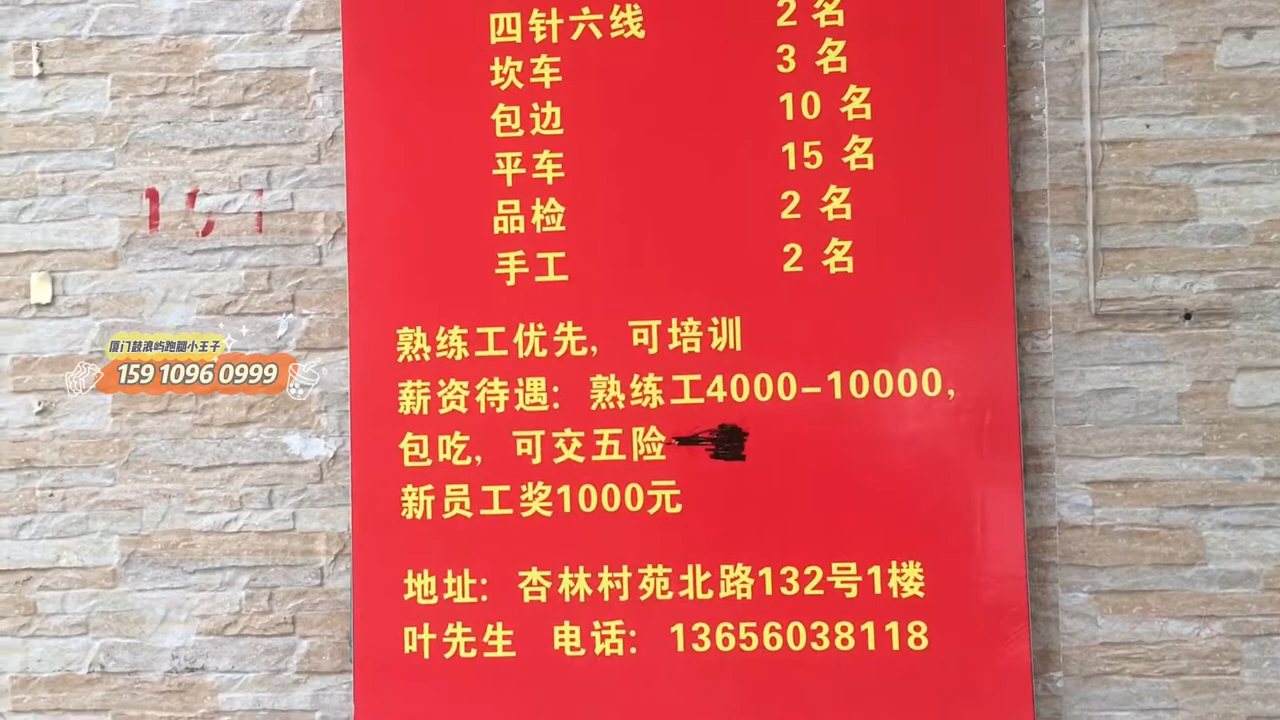 四针六线 2 名
坎车 3 名
包边 10 名
平车 15 名
品检 2 名
手工 2 名
熟练工优先，可培训
薪资待遇：熟练工4000-10000，
包吃，可交五险
新员工奖1000元
地址：杏林村苑北路132号1楼
叶先生 电话：13656038118
191
厦门鼓浪屿跑腿小王子
159 1096 0999